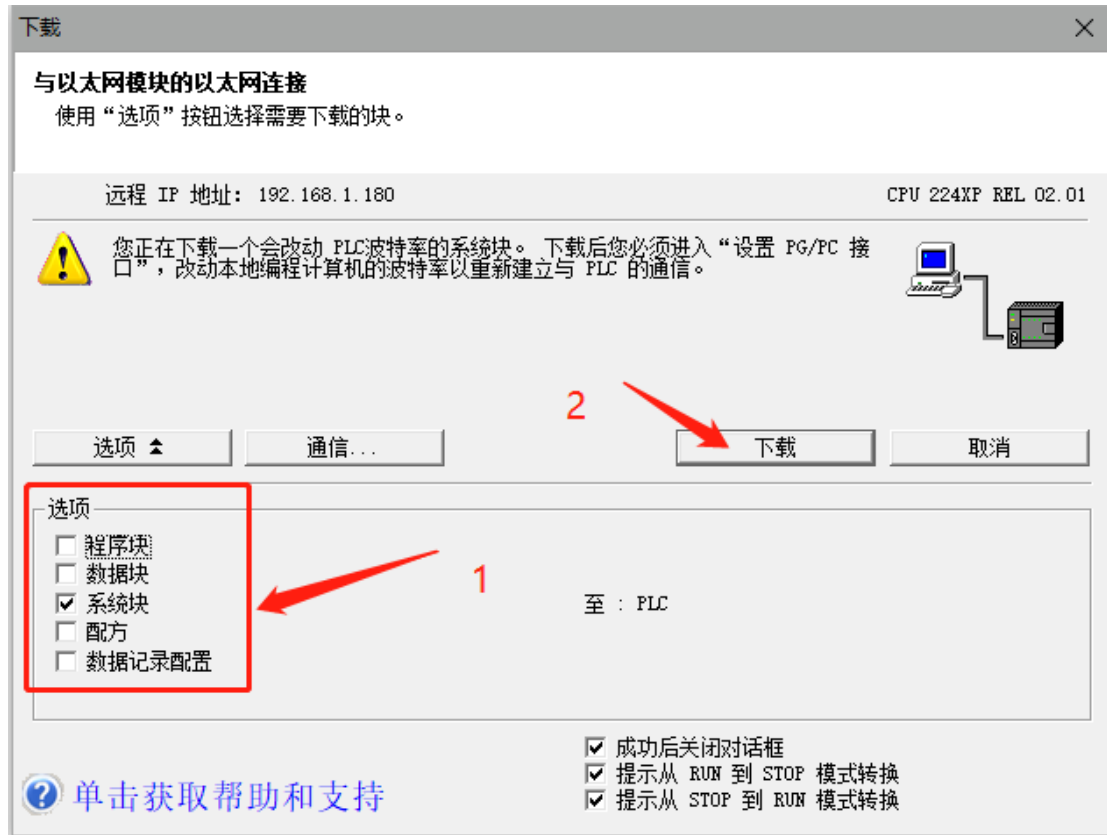 下载
与以太网模块的以太网连接
使用“选项”按钮选择需要下载的块。
远程 IP 地址: 192.168.1.180
CPU 224XP REL 02.01
您正在下载一个会改动 PLC波特率的系统块。 下载后您必须进入“设置 PG/PC 接
口”,改动本地编程计算机的波特率以重新建立与 PLC 的通信。
2
选项
通信...
下载
取消
选项
程序块
数据块
系统块
配方
数据记录配置
1
至 : PLC
成功后关闭对话框
提示从 RUN 到 STOP 模式转换
提示从 STOP 到 RUN 模式转换
单击获取帮助和支持